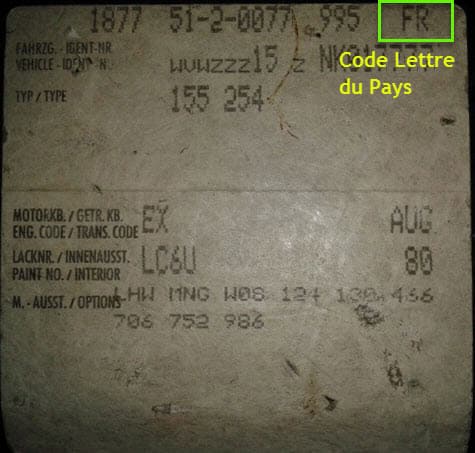 1877 51-2-0077 995 FR
Code Lettre
du Pays
FAHRZG.-IDENT-NR
VEHICLE-IDENT N. WVWZZZ15 Z
TYP / TYPE 155 254
MOTORKB. / GETR. KB.
ENG. CODE / TRANS. CODE EX AUG
LACKNR. / INNENAUSST.
PAINT NO. / INTERIOR LC6U 80
M.-AUSST. / OPTIONS LHW MNG W08 124 130 466
706 752 986